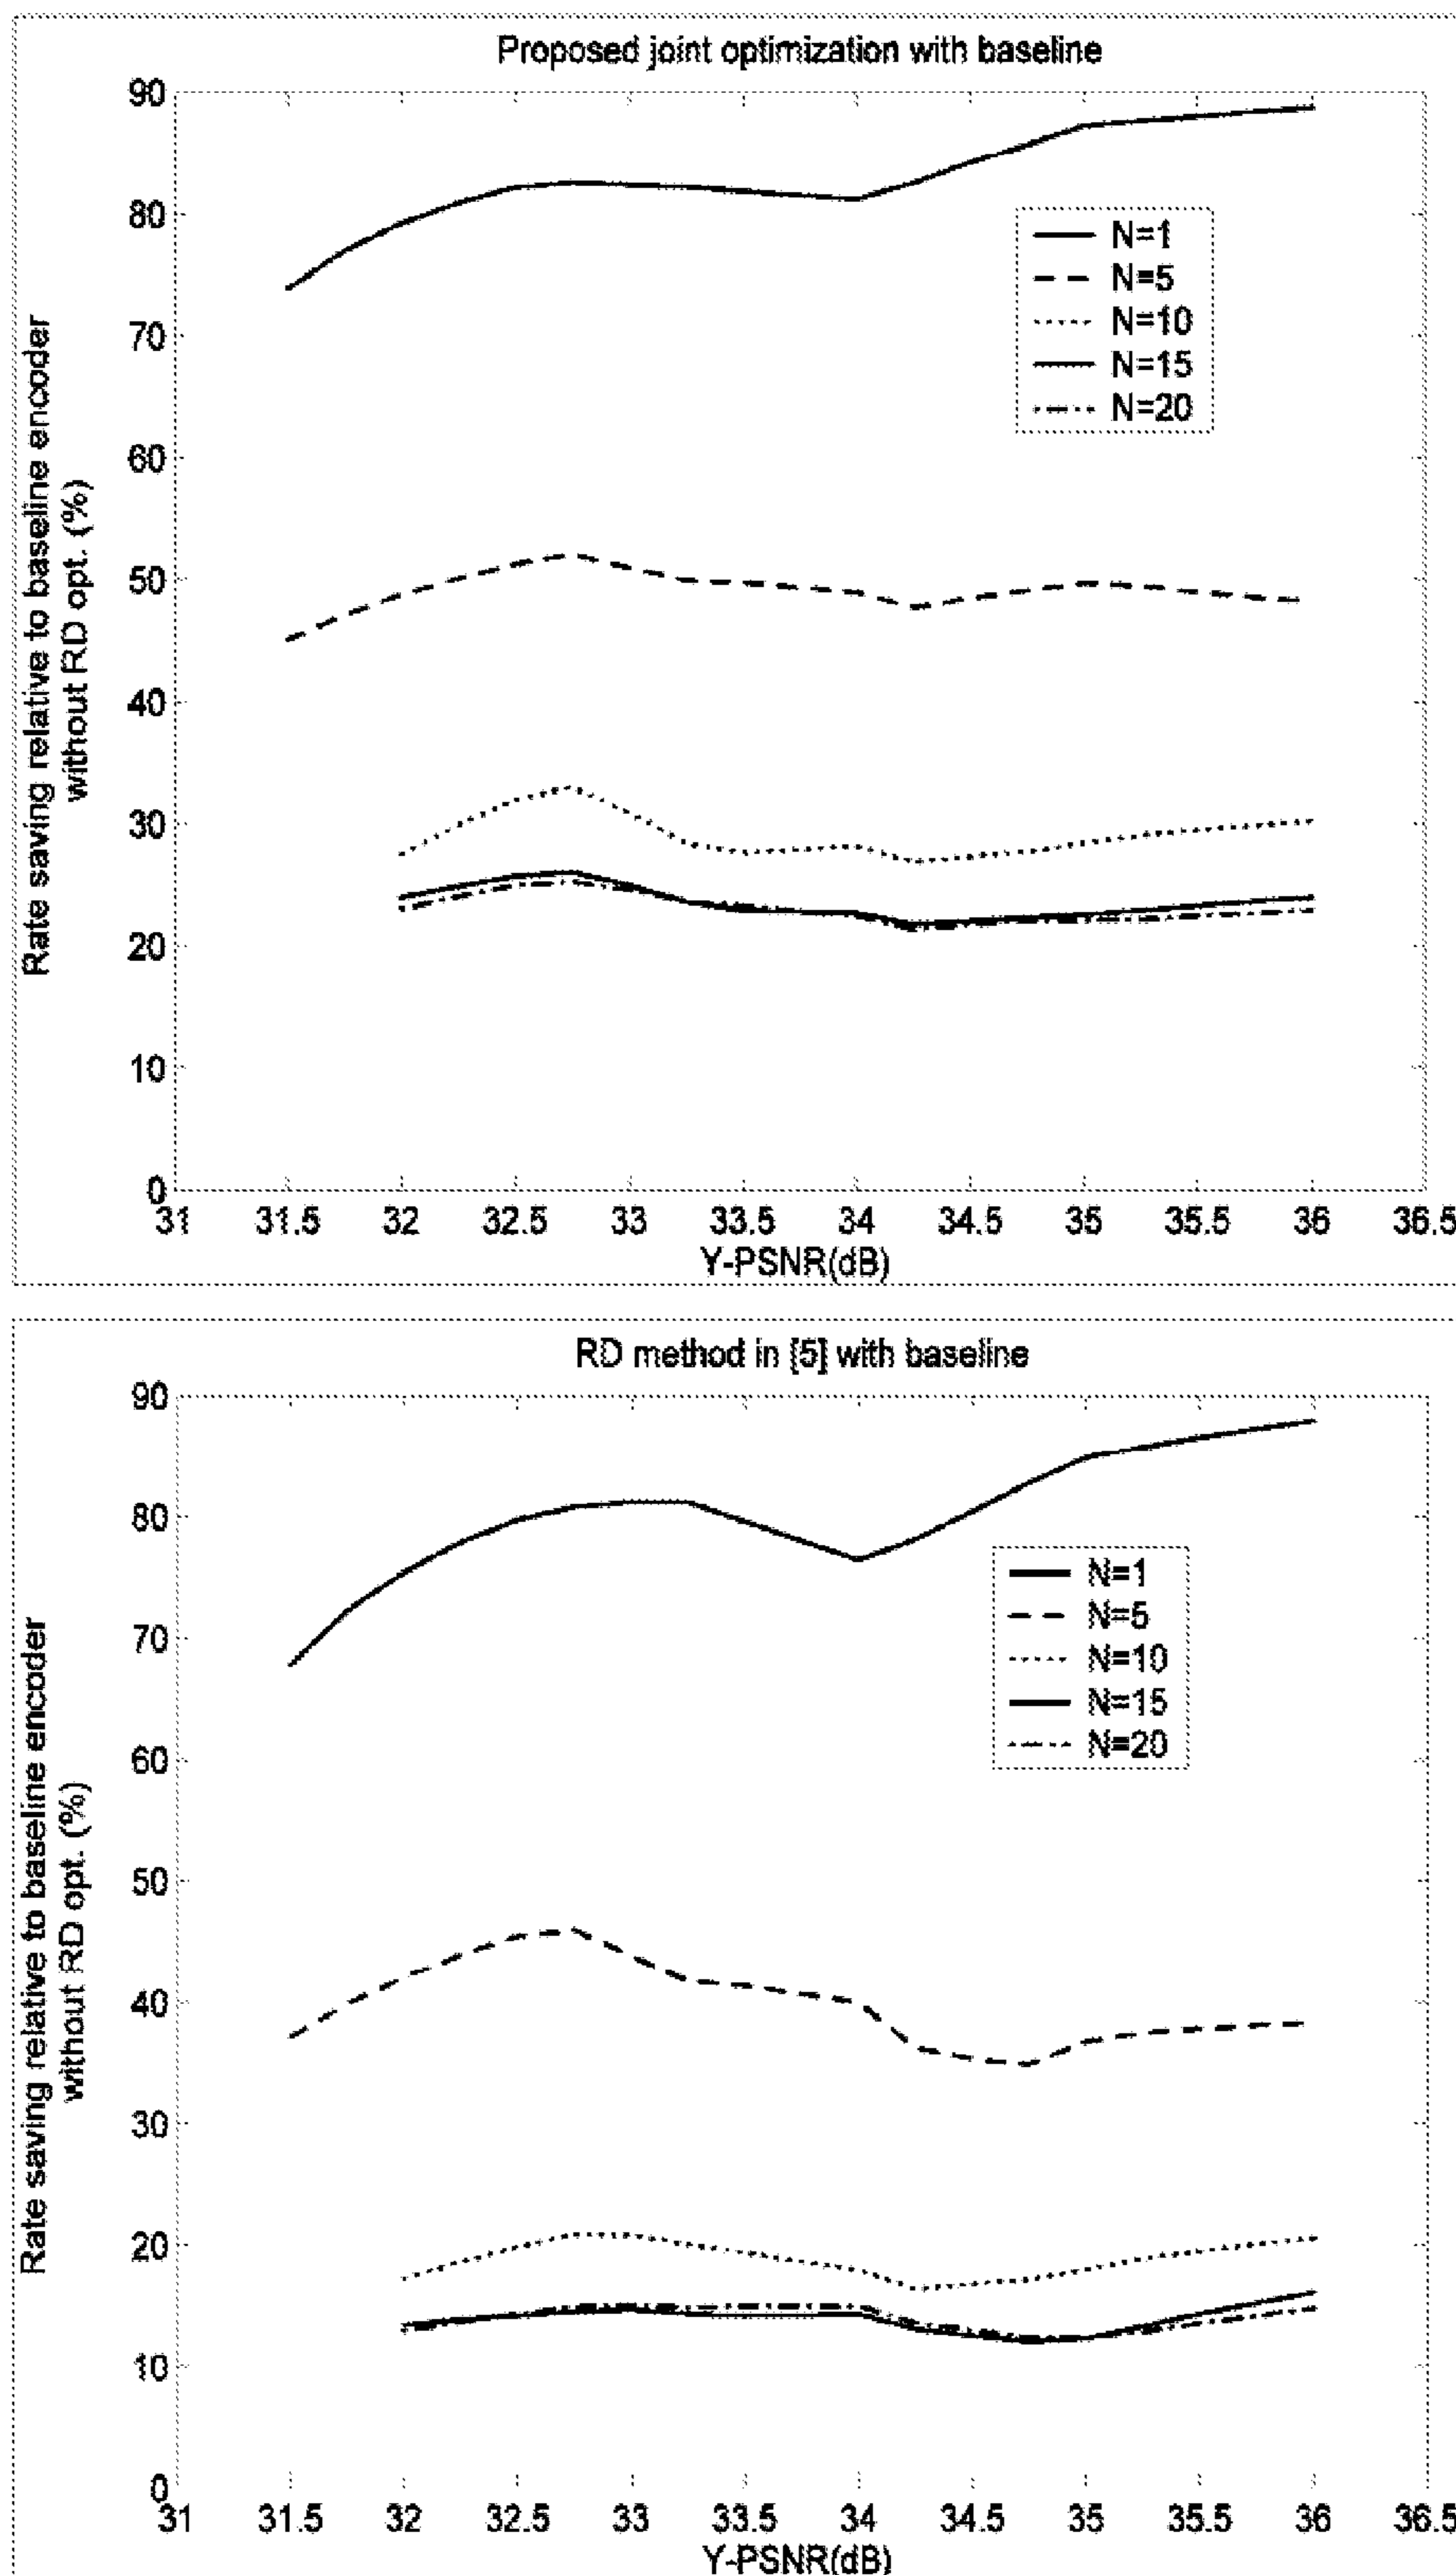 Proposed joint optimization with baseline
90
80
70
60
50
40
30
20
10
0
Rate saving relative to baseline encoder
without RD opt. (%)
N=1
N=5
N=10
N=15
N=20
31 31.5 32 32.5 33 33.5 34 34.5 35 35.5 36 36.5
Y-PSNR(dB)
RD method in [5] with baseline
90
80
70
60
50
40
30
20
10
0
Rate saving relative to baseline encoder
without RD opt. (%)
N=1
N=5
N=10
N=15
N=20
31 31.5 32 32.5 33 33.5 34 34.5 35 35.5 36 36.5
Y-PSNR(dB)